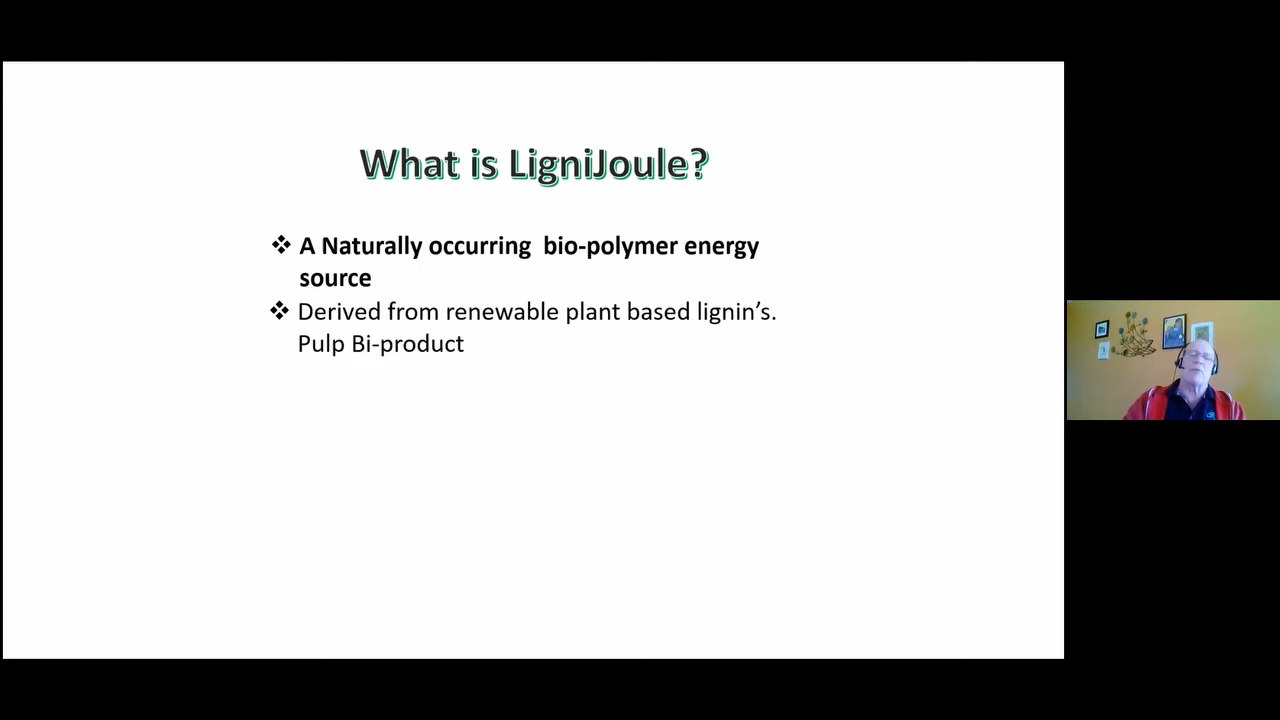 What is LigniJoule?
❖ A Naturally occurring bio-polymer energy
source
❖ Derived from renewable plant based lignin’s.
Pulp Bi-product